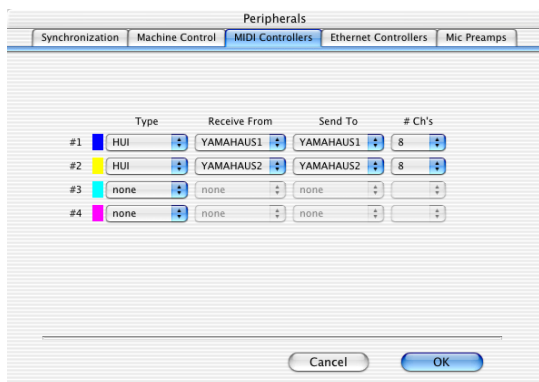 Peripherals
Synchronization Machine Control MIDI Controllers Ethernet Controllers Mic Preamps
Type Receive From Send To # Ch's
#1 HUI YAMAHAUS1 YAMAHAUS1 8
#2 HUI YAMAHAUS2 YAMAHAUS2 8
#3 none none none
#4 none none none
Cancel OK